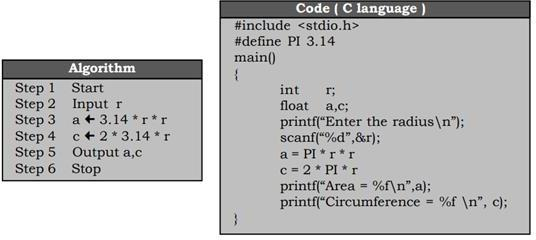 Algorithm
Step 1 Start
Step 2 Input r
Step 3 a ← 3.14 * r * r
Step 4 c ← 2 * 3.14 * r
Step 5 Output a,c
Step 6 Stop
Code ( C language )
#include <stdio.h>
#define PI 3.14
main()
{
int r;
float a,c;
printf(“Enter the radius\n”);
scanf(“%d”,&r);
a = PI * r * r
c = 2 * PI * r
printf(“Area = %f\n”,a);
printf(“Circumference = %f \n”, c);
}